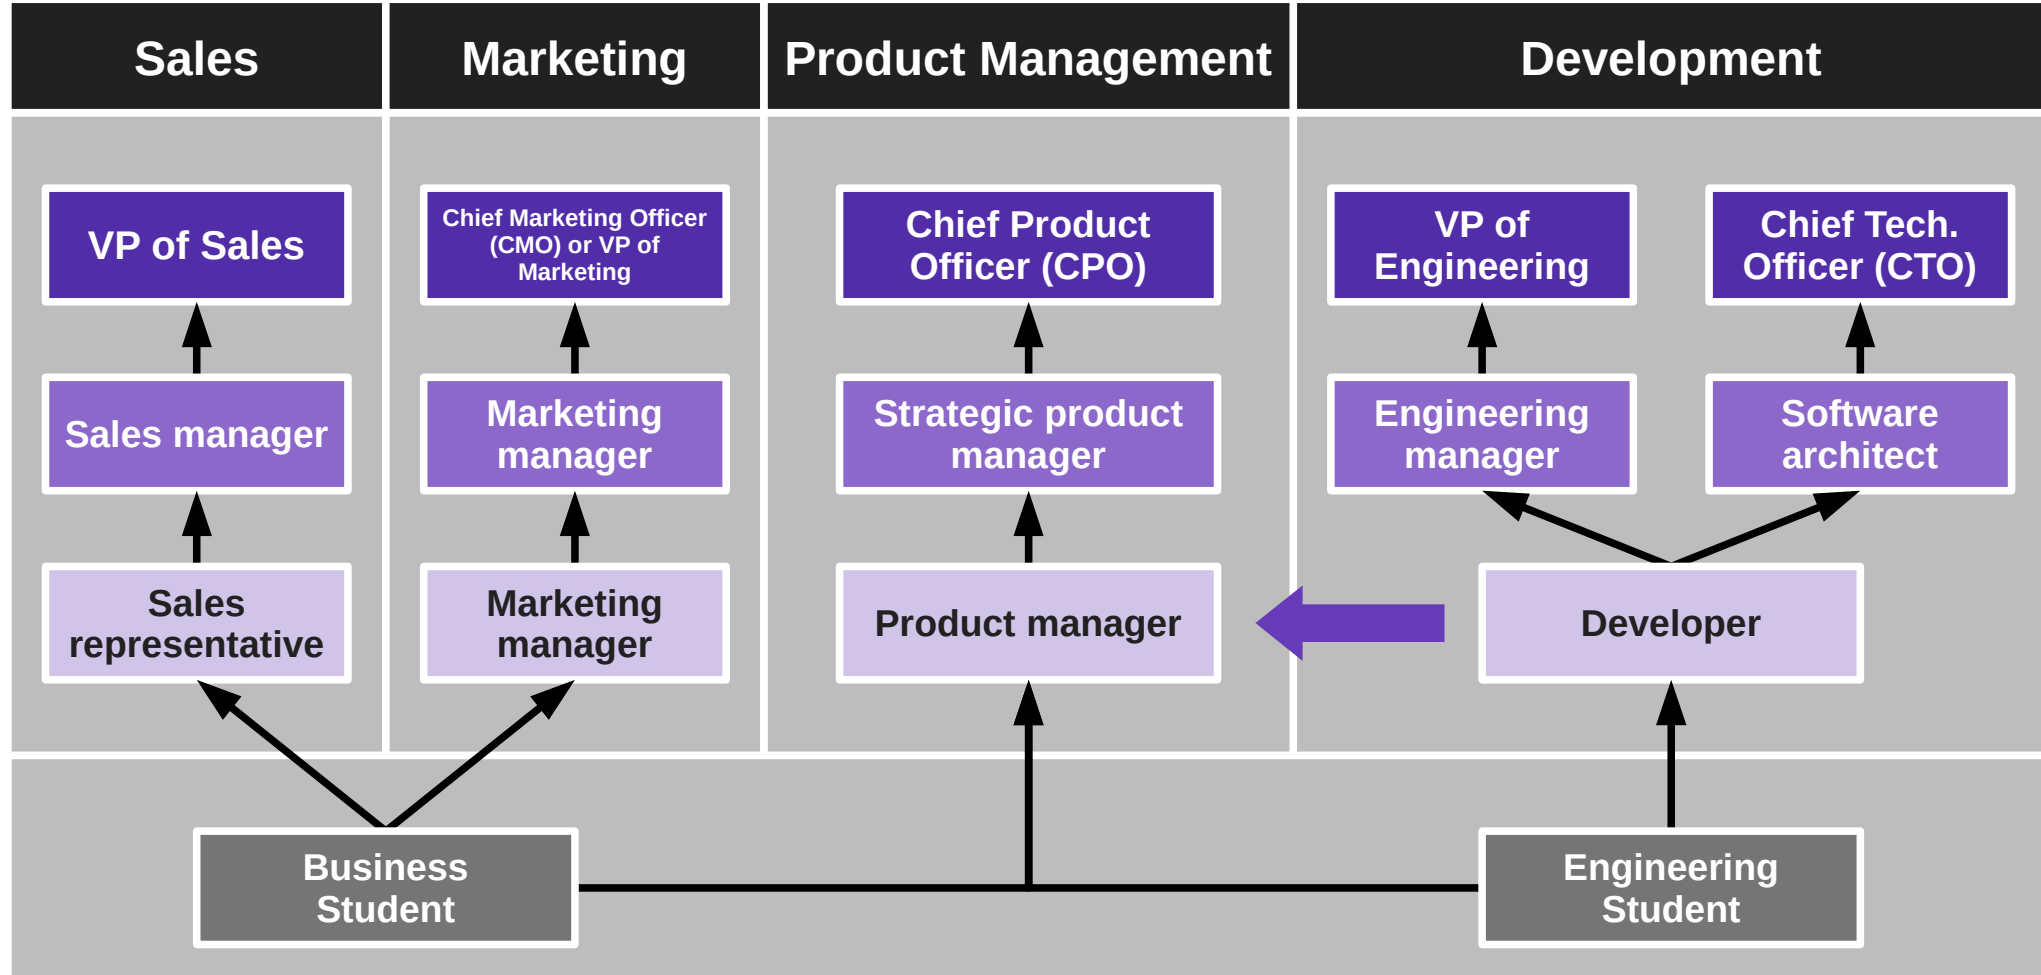 Sales
Marketing
Product Management
Development
VP of Sales
Chief Marketing Officer
(CMO) or VP of
Marketing
Chief Product
Officer (CPO)
VP of
Engineering
Chief Tech.
Officer (CTO)
Sales manager
Marketing
manager
Strategic product
manager
Engineering
manager
Software
architect
Sales
representative
Marketing
manager
Product manager
Developer
Business
Student
Engineering
Student